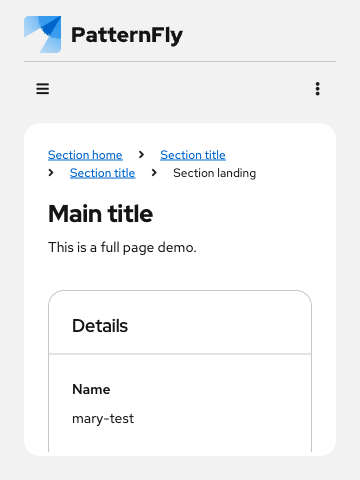 PatternFly
Section home Section title
Section title Section landing
Main title
This is a full page demo.
Details
Name
mary-test